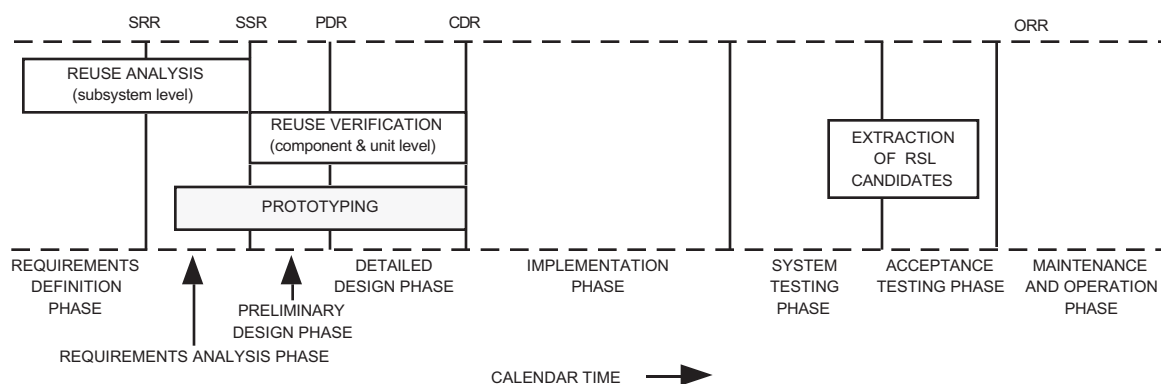 SRR SSR PDR CDR ORR
REUSE ANALYSIS
(subsystem level)
REUSE VERIFICATION
(component & unit level)
EXTRACTION
OF RSL
CANDIDATES
PROTOTYPING
REQUIREMENTS
DEFINITION
PHASE
REQUIREMENTS ANALYSIS PHASE
PRELIMINARY
DESIGN PHASE
DETAILED
DESIGN PHASE
IMPLEMENTATION
PHASE
SYSTEM
TESTING
PHASE
ACCEPTANCE
TESTING PHASE
MAINTENANCE
AND OPERATION
PHASE
CALENDAR TIME